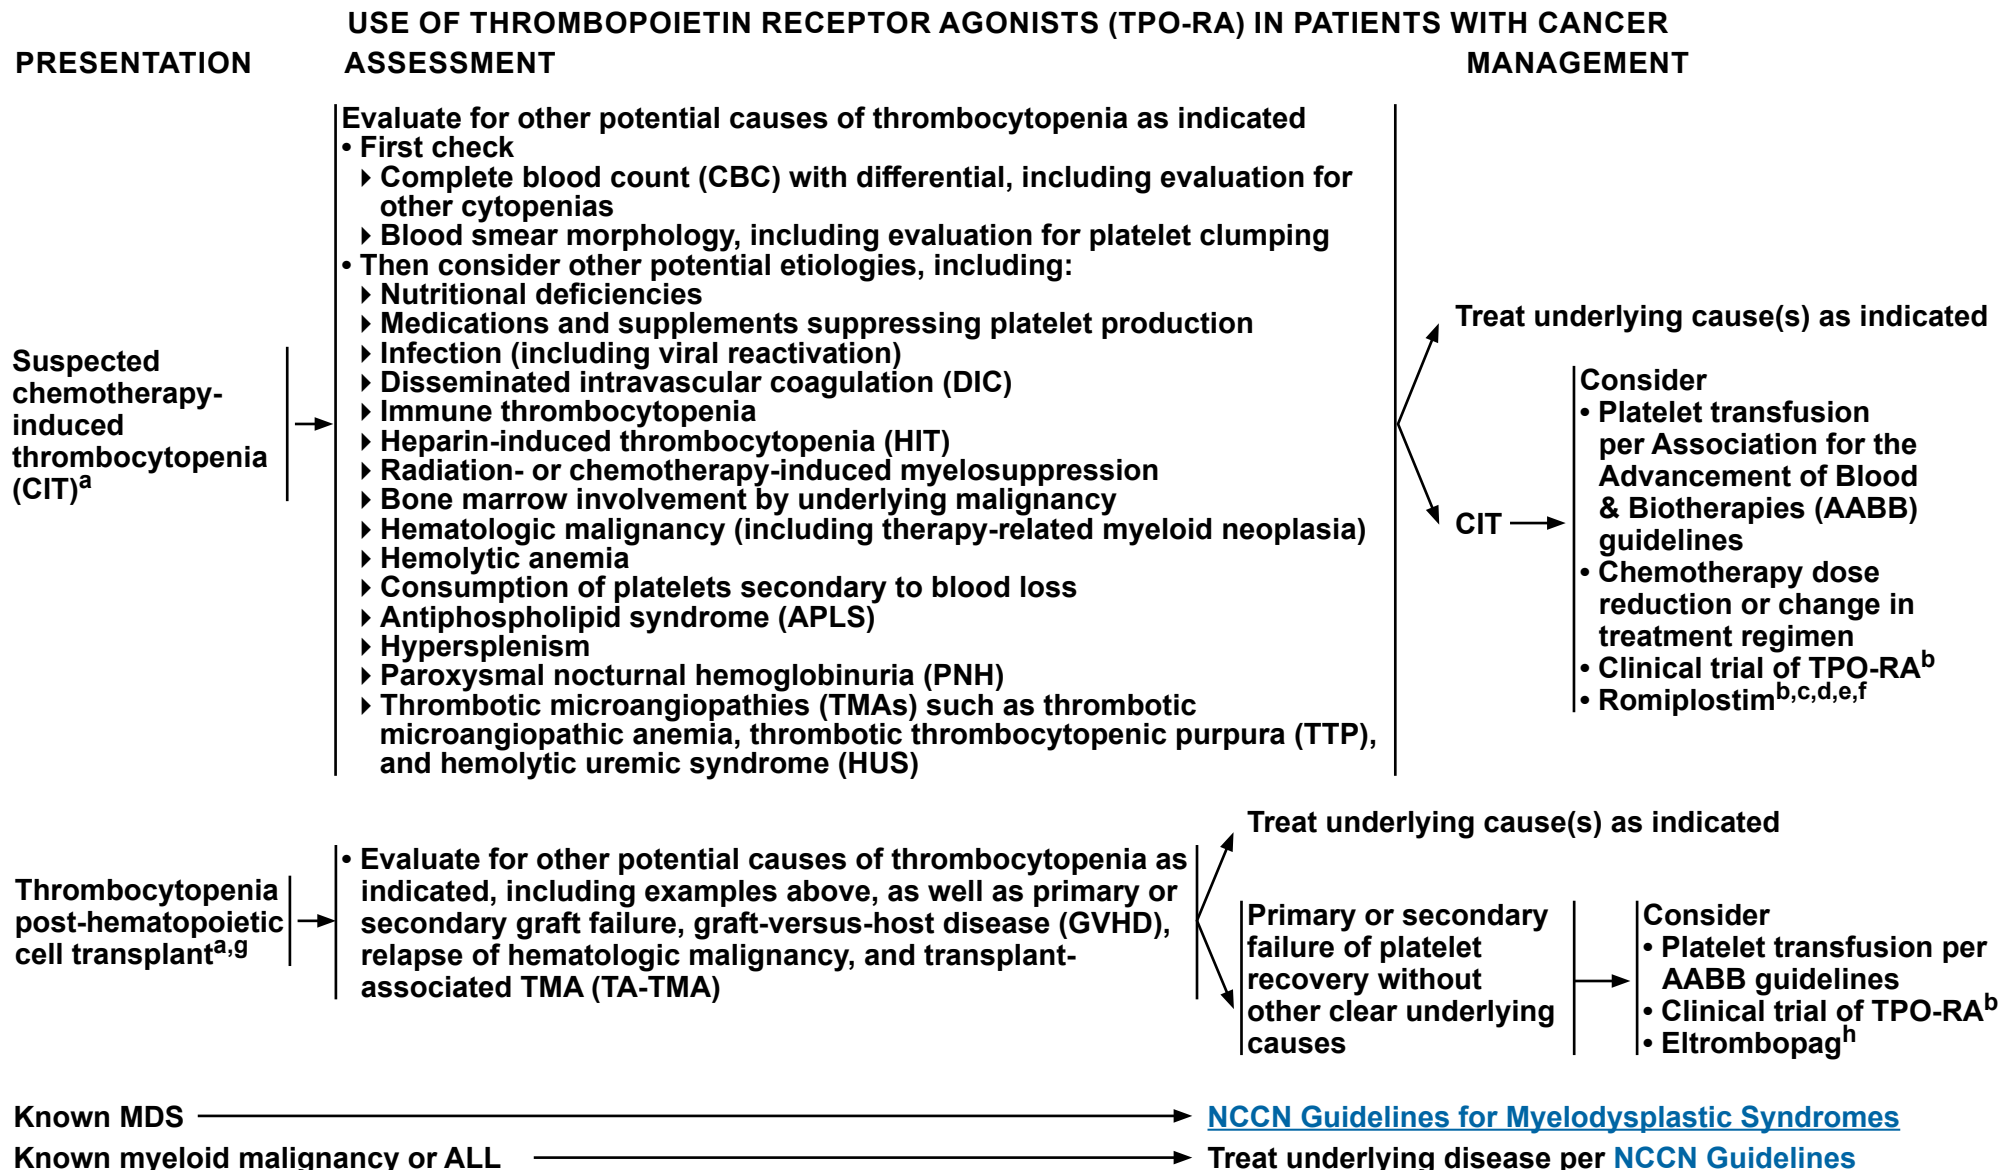 USE OF THROMBOPOIETIN RECEPTOR AGONISTS (TPO-RA) IN PATIENTS WITH CANCER
PRESENTATION
ASSESSMENT
MANAGEMENT
Suspected
chemotherapy-
induced
thrombocytopenia
(CIT)a
Evaluate for other potential causes of thrombocytopenia as indicated
• First check
▸ Complete blood count (CBC) with differential, including evaluation for
other cytopenias
▸ Blood smear morphology, including evaluation for platelet clumping
• Then consider other potential etiologies, including:
▸ Nutritional deficiencies
▸ Medications and supplements suppressing platelet production
▸ Infection (including viral reactivation)
▸ Disseminated intravascular coagulation (DIC)
▸ Immune thrombocytopenia
▸ Heparin-induced thrombocytopenia (HIT)
▸ Radiation- or chemotherapy-induced myelosuppression
▸ Bone marrow involvement by underlying malignancy
▸ Hematologic malignancy (including therapy-related myeloid neoplasia)
▸ Hemolytic anemia
▸ Consumption of platelets secondary to blood loss
▸ Antiphospholipid syndrome (APLS)
▸ Hypersplenism
▸ Paroxysmal nocturnal hemoglobinuria (PNH)
▸ Thrombotic microangiopathies (TMAs) such as thrombotic
microangiopathic anemia, thrombotic thrombocytopenic purpura (TTP),
and hemolytic uremic syndrome (HUS)
Treat underlying cause(s) as indicated
CIT
Consider
• Platelet transfusion
per Association for the
Advancement of Blood
& Biotherapies (AABB)
guidelines
• Chemotherapy dose
reduction or change in
treatment regimen
• Clinical trial of TPO-RAb
• Romiplostimb,c,d,e,f
Thrombocytopenia
post-hematopoietic
cell transplanta,g
• Evaluate for other potential causes of thrombocytopenia as
indicated, including examples above, as well as primary or
secondary graft failure, graft-versus-host disease (GVHD),
relapse of hematologic malignancy, and transplant-
associated TMA (TA-TMA)
Treat underlying cause(s) as indicated
Primary or secondary
failure of platelet
recovery without
other clear underlying
causes
Consider
• Platelet transfusion per
AABB guidelines
• Clinical trial of TPO-RAb
• Eltrombopagh
Known MDS
NCCN Guidelines for Myelodysplastic Syndromes
Known myeloid malignancy or ALL
Treat underlying disease per NCCN Guidelines